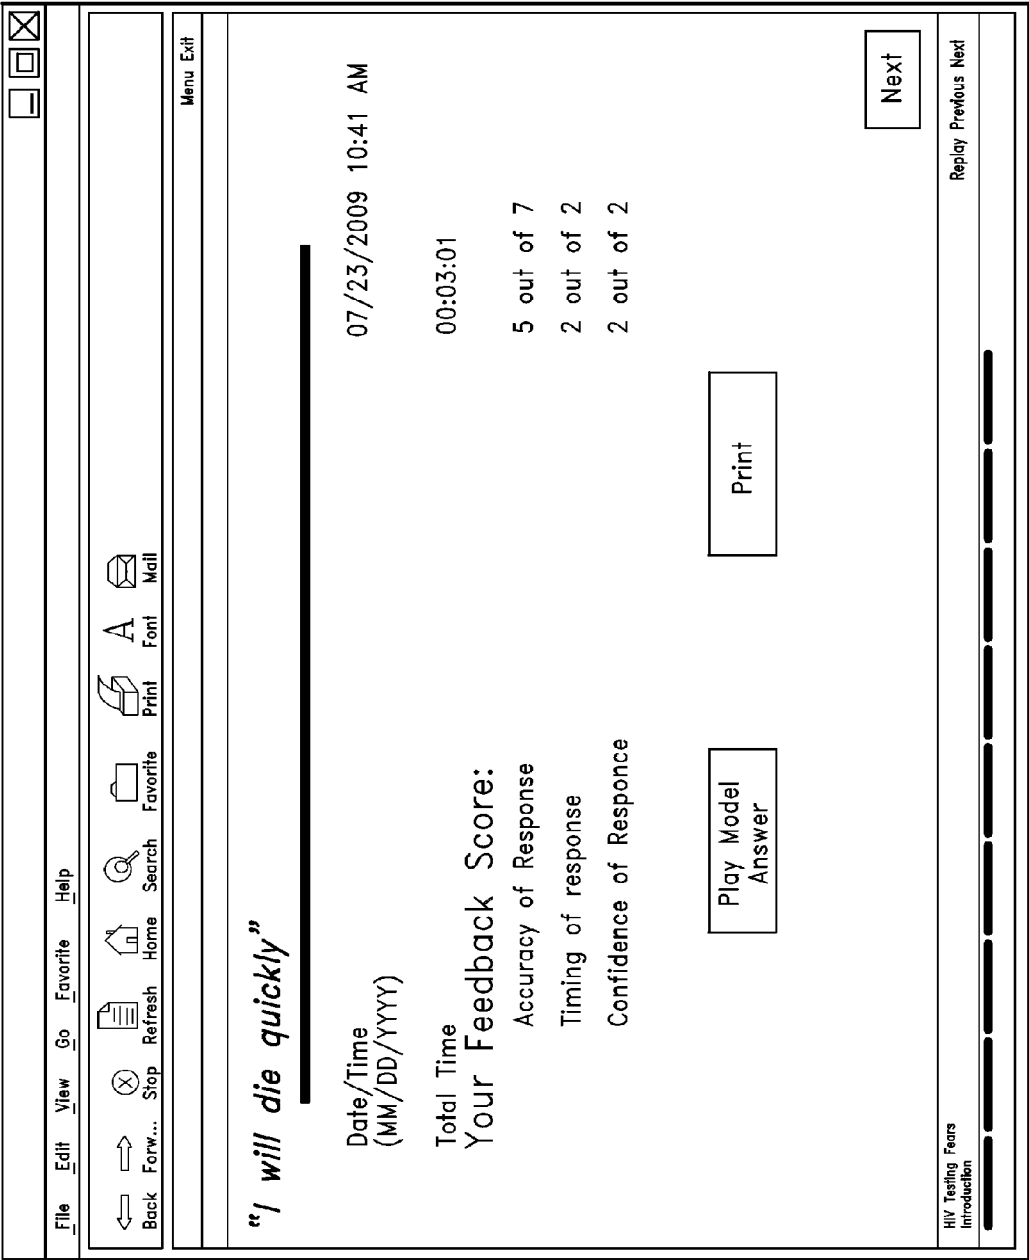 File Edit View Go Favorite Help
Back Forw... Stop Refresh Home Search Favorite Print Font Mail
Menu Exit
"I will die quickly"
Date/Time 07/23/2009 10:41 AM
(MM/DD/YYYY)
Total Time 00:03:01
Your Feedback Score:
Accuracy of Response 5 out of 7
Timing of response 2 out of 2
Confidence of Responce 2 out of 2
Play Model
Answer
Print
Next
HIV Testing Fears
Introduction
Replay Previous Next